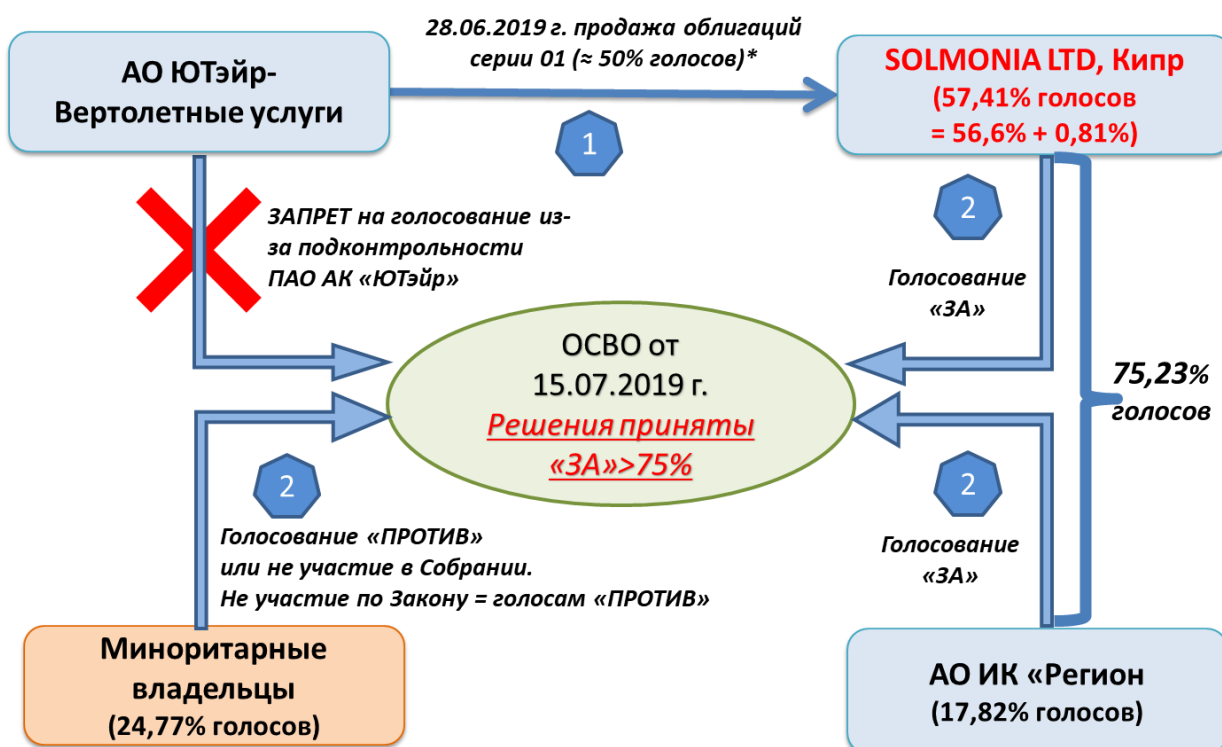 28.06.2019 г. продажа облигаций
серии 01 (≈ 50% голосов)*
АО ЮТэйр-
Вертолетные услуги
SOLMONIA LTD, Кипр
(57,41% голосов
= 56,6% + 0,81%)
1
2
ЗАПРЕТ на голосование из-
за подконтрольности
ПАО АК «ЮТэйр»
Голосование
«ЗА»
ОСВО от
15.07.2019 г.
Решения приняты
«ЗА»>75%
75,23%
голосов
2
Голосование «ПРОТИВ»
или не участие в Собрании.
Не участие по Закону = голосам «ПРОТИВ»
2
Голосование
«ЗА»
Миноритарные
владельцы
(24,77% голосов)
АО ИК «Регион
(17,82% голосов)